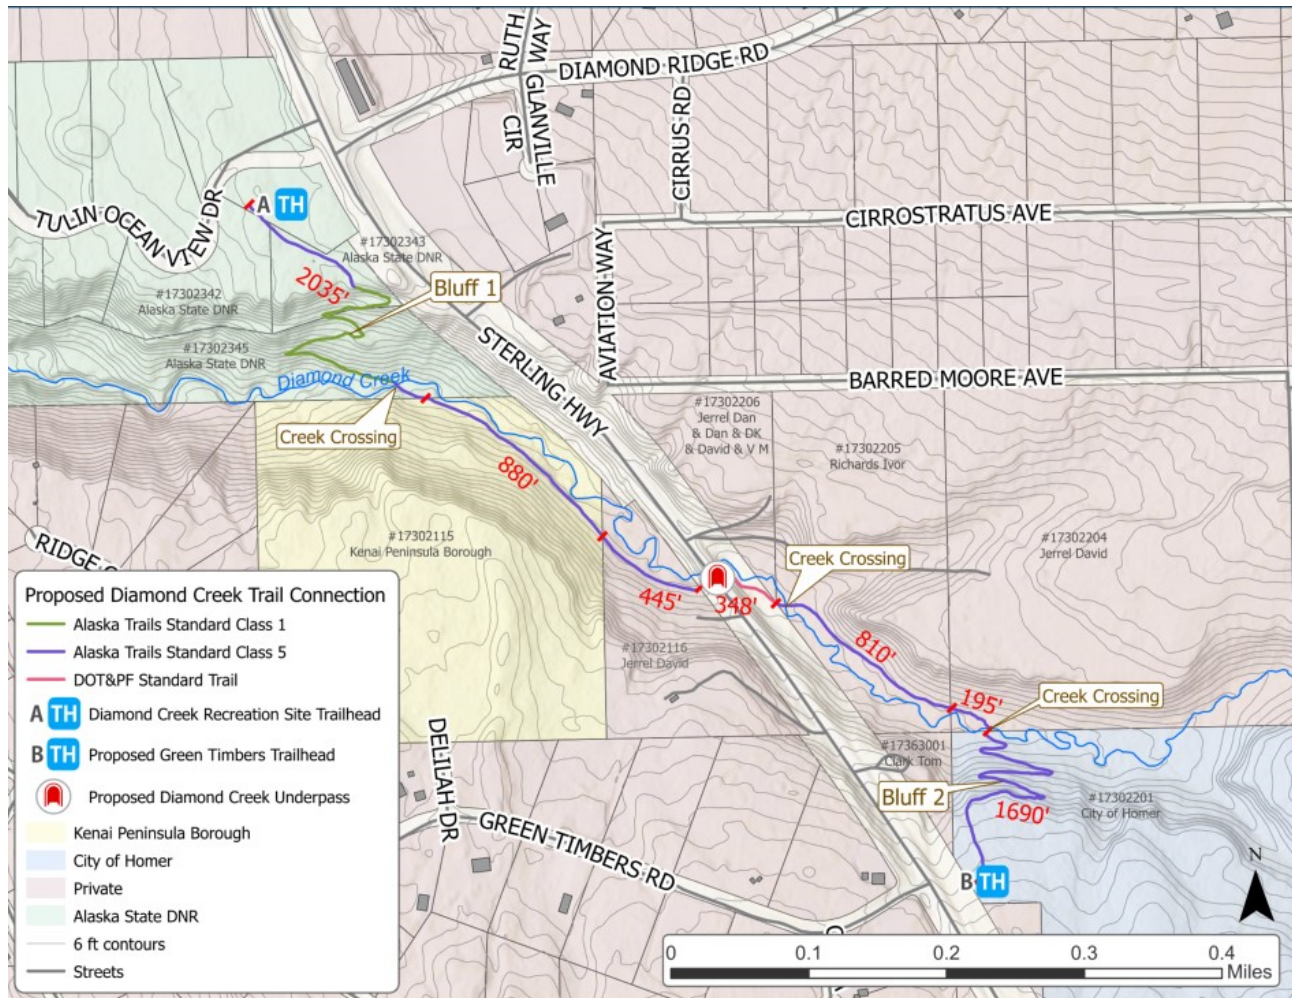 RUTH WAY
GLANVILLE CIR
DIAMOND RIDGE RD
CIRRUS RD
TULIN OCEAN VIEW DR
A TH
CIRROSTRATUS AVE
#17302343
Alaska State DNR
2035'
Bluff 1
#17302342
Alaska State DNR
AVIATION WAY
STERLING HWY
#17302345
Alaska State DNR
Diamond Creek
BARRED MOORE AVE
Creek Crossing
#17302206
Jerrel Dan
& Dan & DK
& David & V M
#17302205
Richards Ivor
880'
#17302115
Kenai Peninsula Borough
#17302204
Jerrel David
RIDGE
Creek Crossing
445'
348'
810'
#17302116
Jerrel David
195'
Creek Crossing
#17363001
Clark Tom
Bluff 2
1690'
#17302201
City of Homer
DELILAH DR
GREEN TIMBERS RD
B TH
N
Proposed Diamond Creek Trail Connection
Alaska Trails Standard Class 1
Alaska Trails Standard Class 5
DOT&PF Standard Trail
A TH Diamond Creek Recreation Site Trailhead
B TH Proposed Green Timbers Trailhead
Proposed Diamond Creek Underpass
Kenai Peninsula Borough
City of Homer
Private
Alaska State DNR
6 ft contours
Streets
0 0.1 0.2 0.3 0.4
Miles